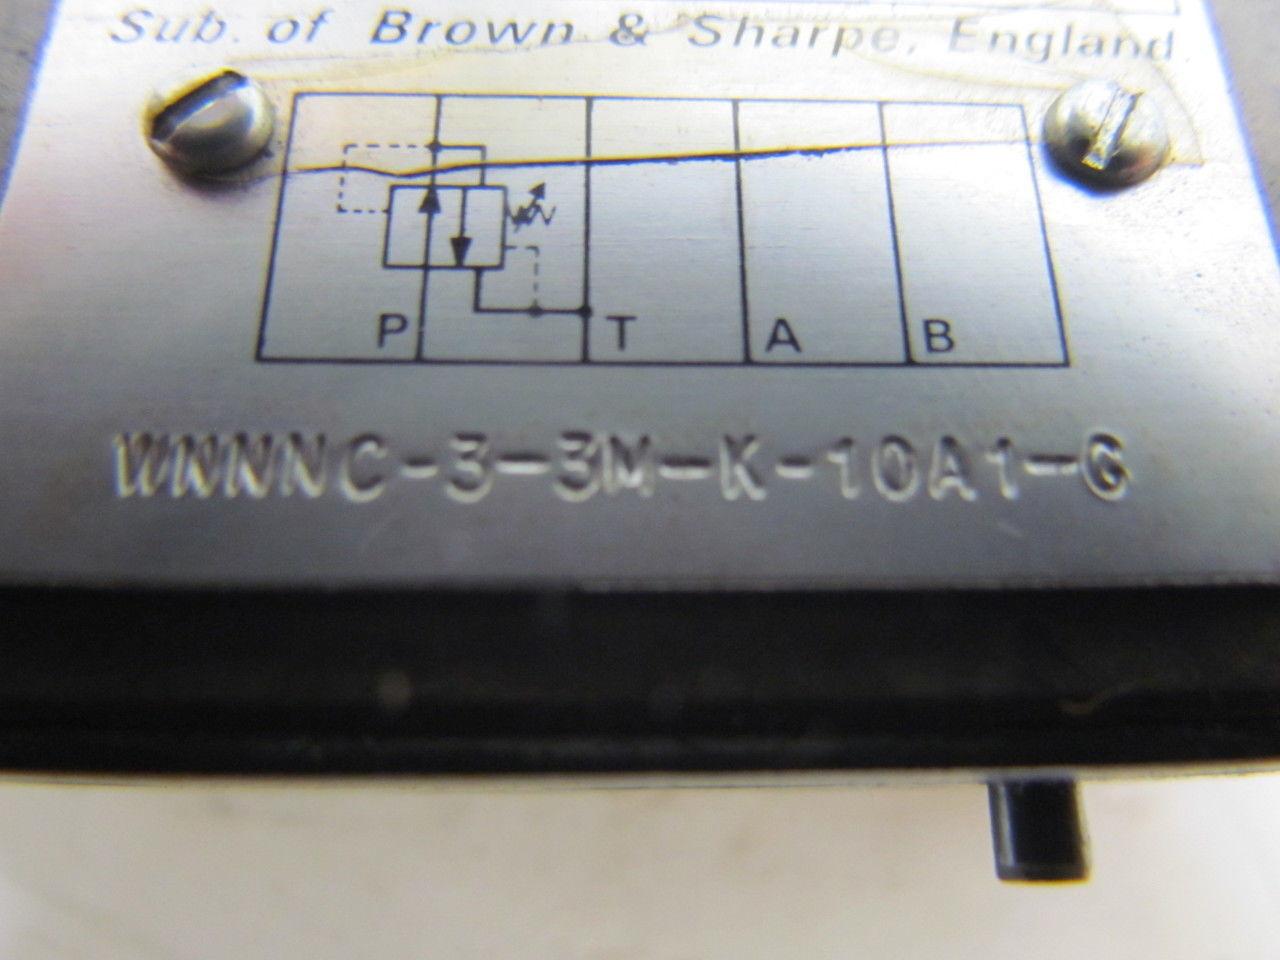 Sub. of Brown & Sharpe, England
P T A B
WNNNC-3-3M-K-10A1-G